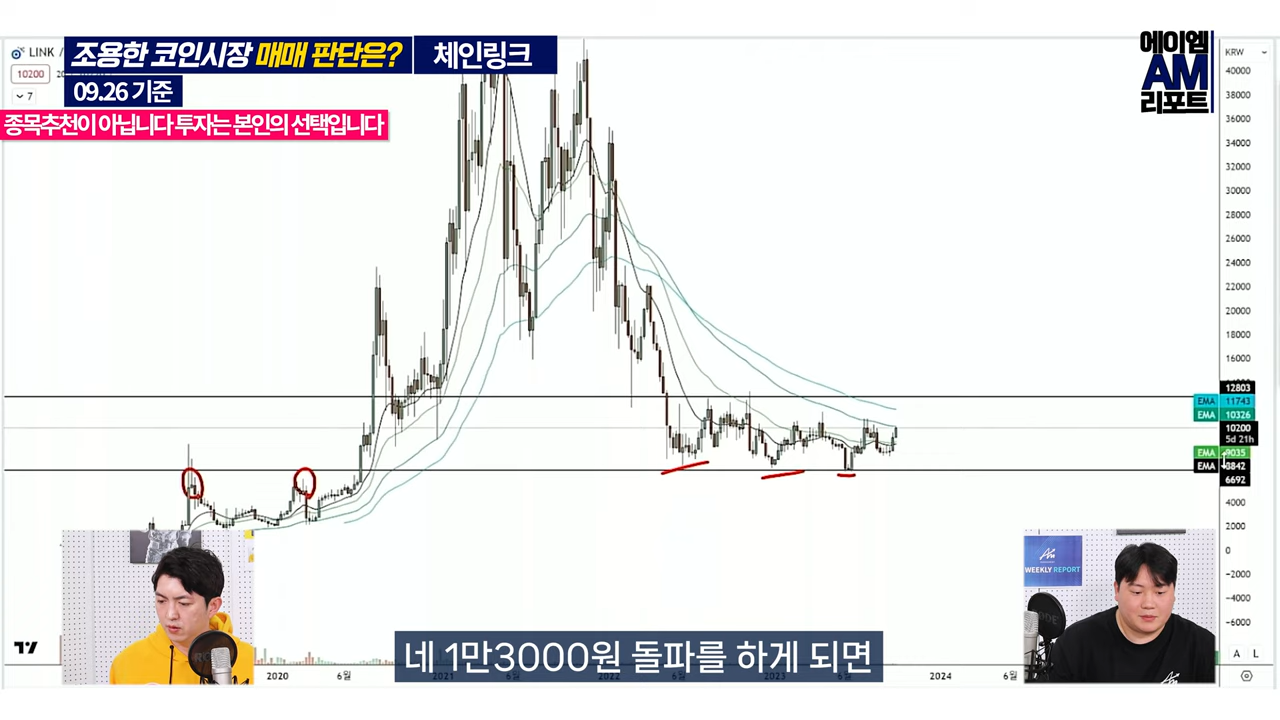 조용한 코인시장 매매 판단은?
체인링크
09.26 기준
종목추천이 아닙니다 투자는 본인의 선택입니다
에이엠
AM
리포트
LINK /
10200
7
KRW
40000
38000
36000
34000
32000
30000
28000
26000
24000
22000
20000
18000
16000
12803
EMA 11743
EMA 10326
10200
5d 21h
EMA 9035
EMA 8842
6692
4000
2000
0
−2000
−4000
−6000
WEEKLY REPORT
네 1만3000원 돌파를 하게 되면
2020 6월 2021 6월 2022 6월 2023 6월 2024 6월
A L